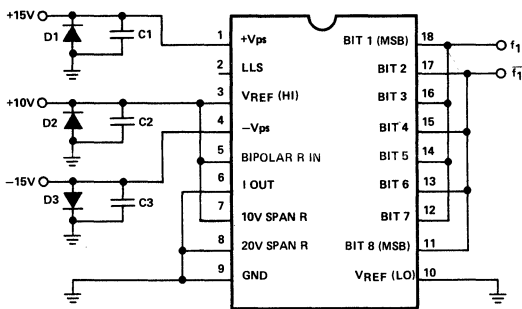 +15V
D1
C1
+10V
D2
C2
−15V
D3
C3
1
2
3
4
5
6
7
8
9
+Vps
LLS
VREF (HI)
−Vps
BIPOLAR R IN
I OUT
10V SPAN R
20V SPAN R
GND
BIT 1 (MSB)
BIT 2
BIT 3
BIT 4
BIT 5
BIT 6
BIT 7
BIT 8 (MSB)
VREF (LO)
18
17
16
15
14
13
12
11
10
f1
f̅1̅